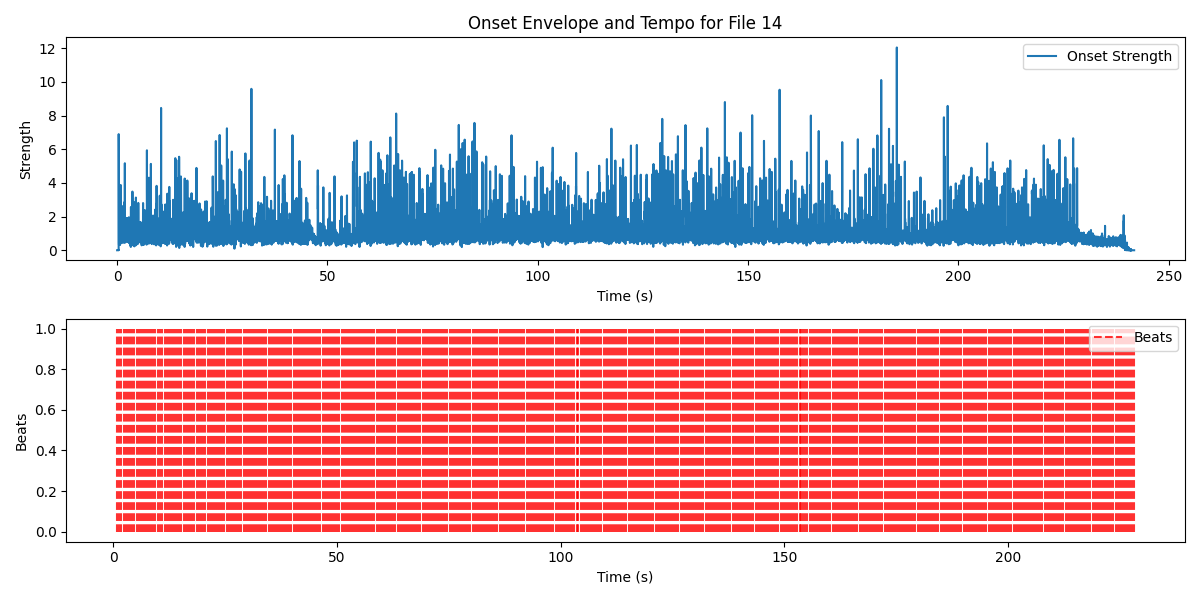 Onset Envelope and Tempo for File 14
12
10
8
6
4
2
0
Strength
Onset Strength
0 50 100 150 200 250
Time (s)
1.0
0.8
0.6
0.4
0.2
0.0
Beats
Beats
0 50 100 150 200
Time (s)